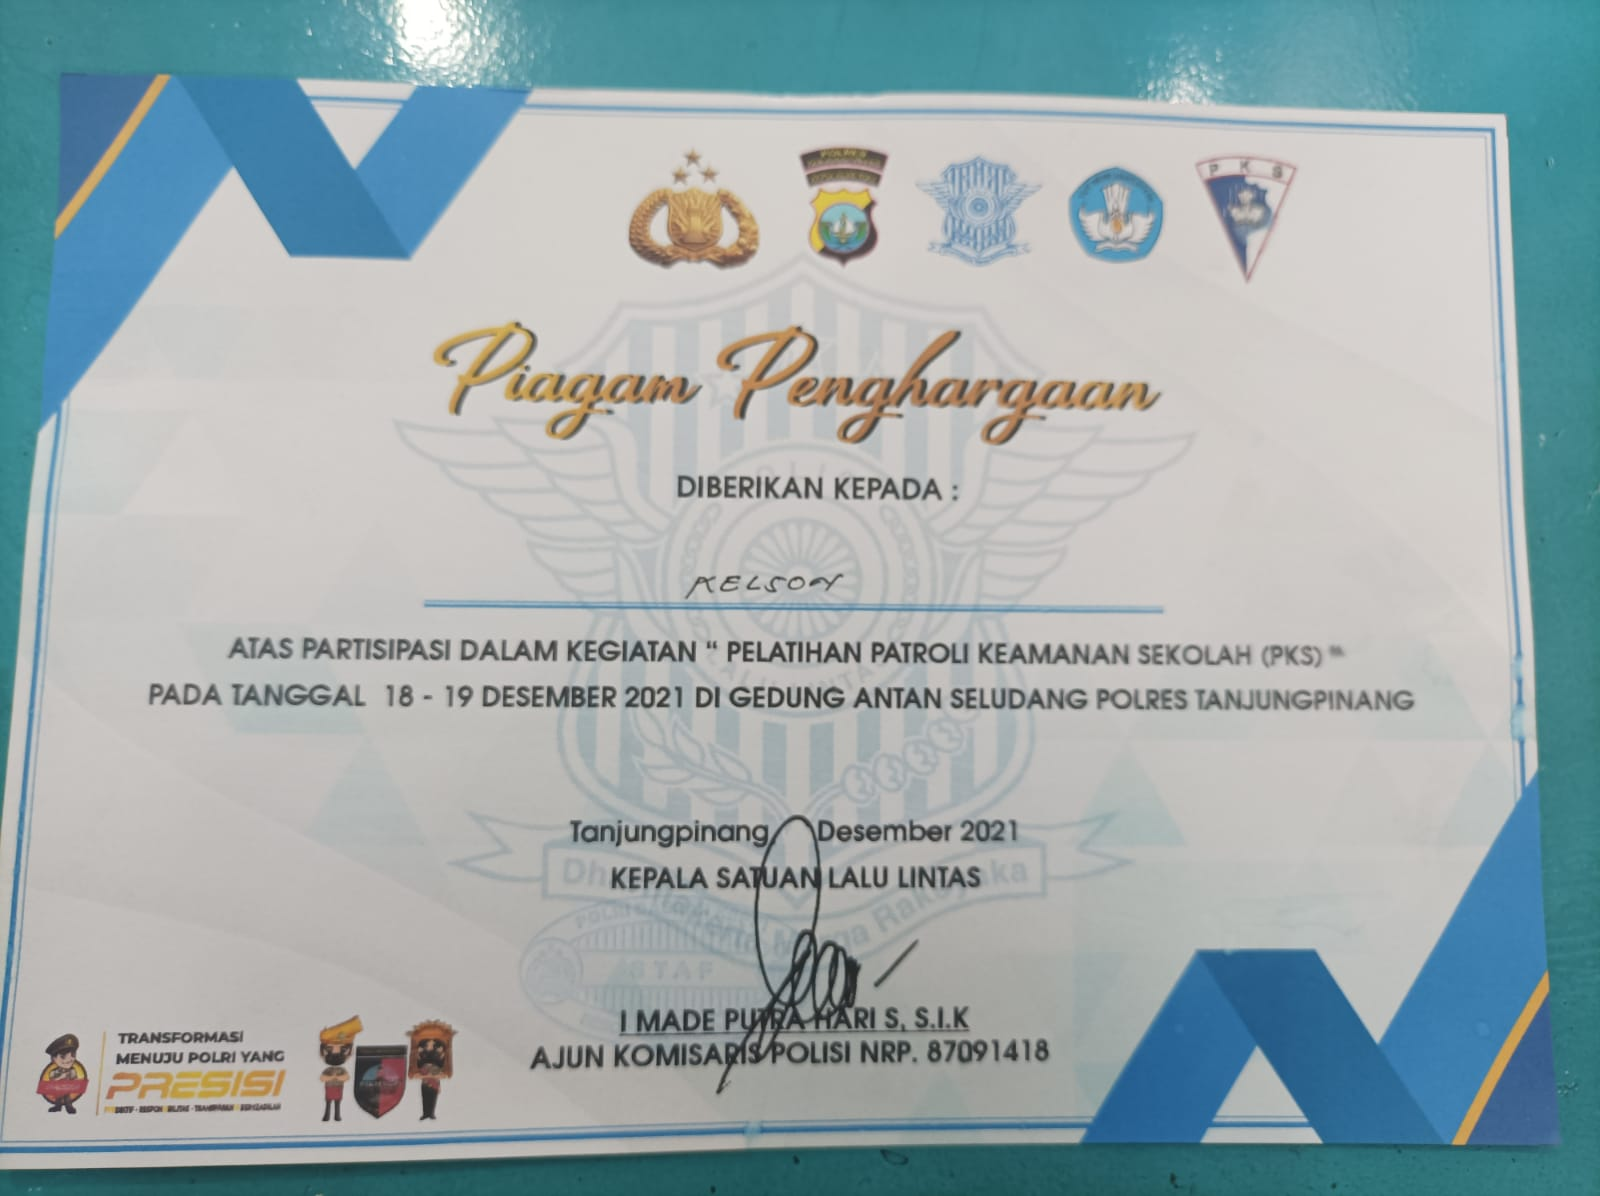 PKS
Piagam Penghargaan
DIBERIKAN KEPADA :
KELSON
ATAS PARTISIPASI DALAM KEGIATAN “ PELATIHAN PATROLI KEAMANAN SEKOLAH (PKS) “
PADA TANGGAL 18 - 19 DESEMBER 2021 DI GEDUNG ANTAN SELUDANG POLRES TANJUNGPINANG
Tanjungpinang Desember 2021
KEPALA SATUAN LALU LINTAS
I MADE PUTRA HARI S, S.I.K
AJUN KOMISARIS POLISI NRP. 87091418
TRANSFORMASI
MENUJU POLRI YANG
PRESISI